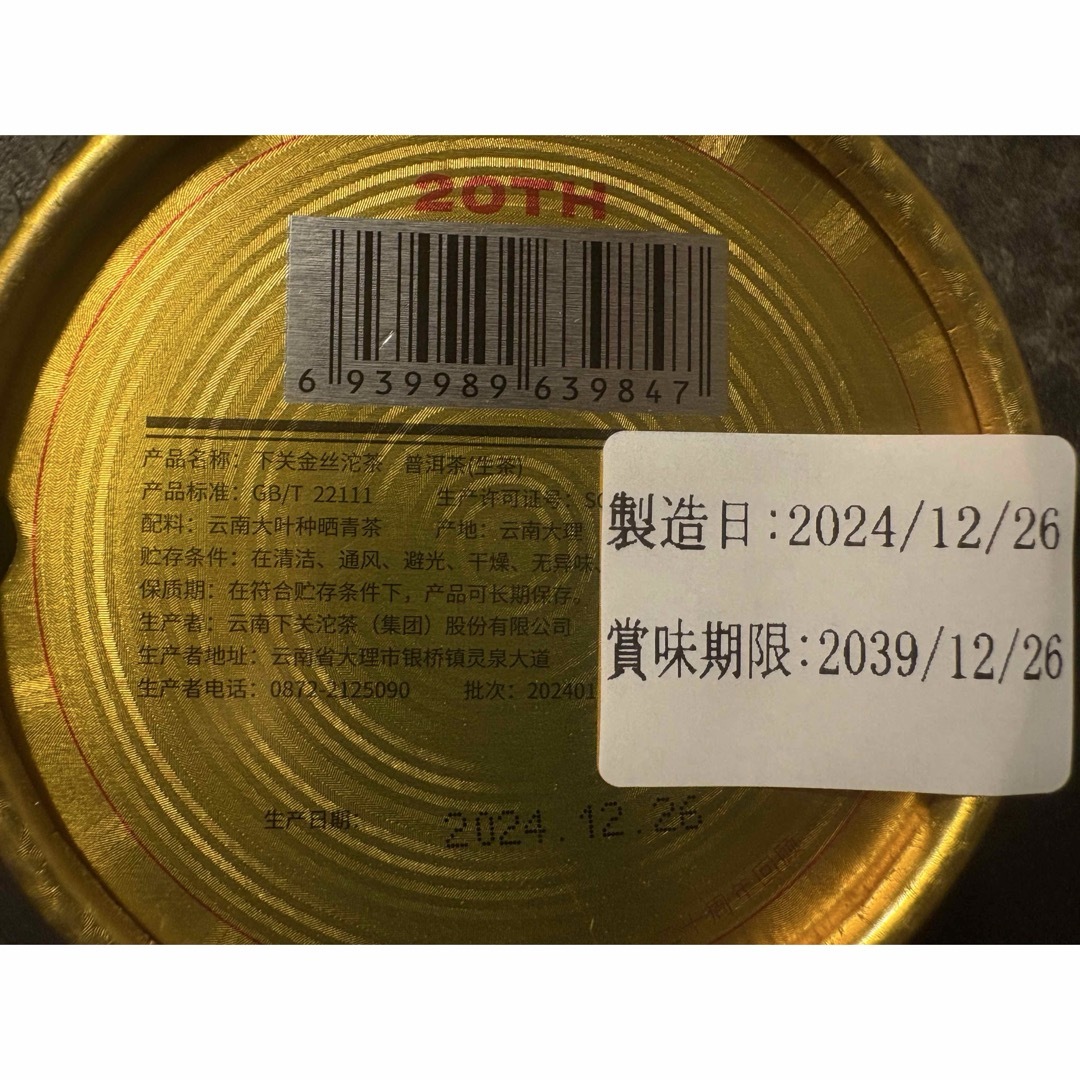 20TH
6 939989 639847
产品名称：下关金丝沱茶 普洱茶(生茶)
产品标准：GB/T 22111 生产许可证号：SC
配料：云南大叶种晒青茶 产地：云南大理
贮存条件：在清洁、通风、避光、干燥、无异味、
保质期：在符合贮存条件下，产品可长期保存。
生产者：云南下关沱茶（集团）股份有限公司
生产者地址：云南省大理市银桥镇灵泉大道
生产者电话：0872-2125090 批次：202401
製造日:2024/12/26
賞味期限:2039/12/26
生产日期： 2024.12.26